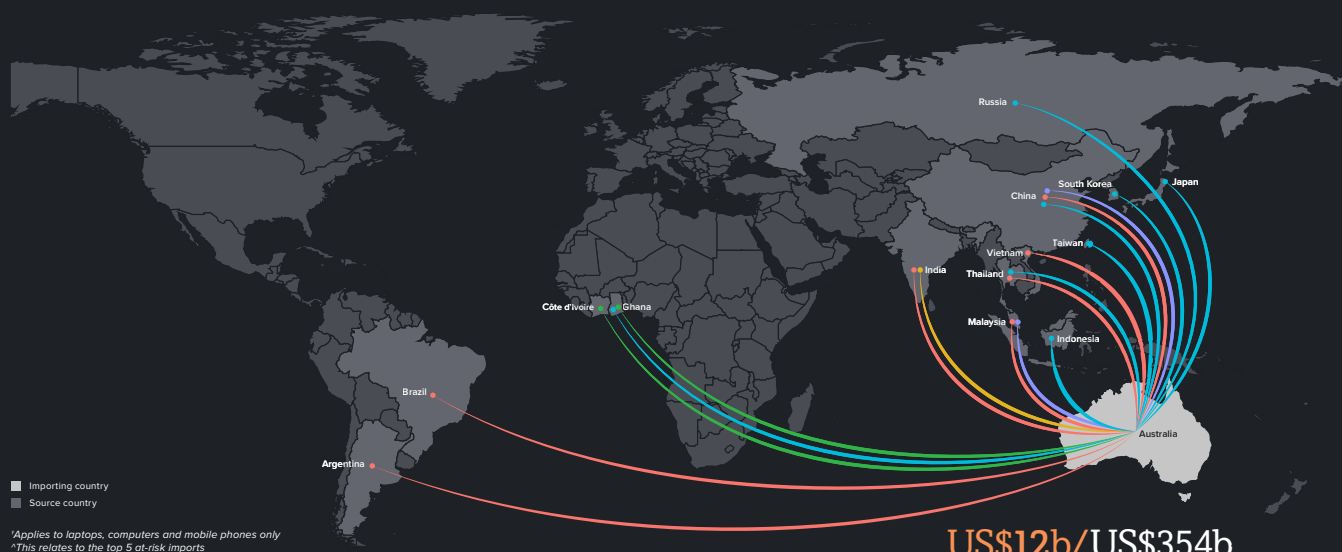 Russia
South Korea
Japan
China
Taiwan
Vietnam
India
Thailand
Côte d'Ivoire
Ghana
Malaysia
Indonesia
Brazil
Australia
Argentina
Importing country
Source country
†Applies to laptops, computers and mobile phones only
^This relates to the top 5 at-risk imports
US$12b/US$354b